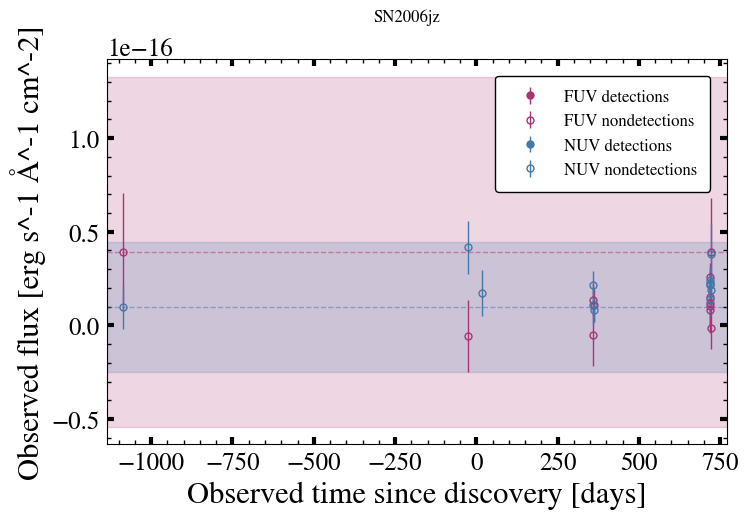 SN2006jz
1e−16
Observed flux [erg s^-1 Å^-1 cm^-2]
1.0
0.5
0.0
−0.5
FUV detections
FUV nondetections
NUV detections
NUV nondetections
−1000 −750 −500 −250 0 250 500 750
Observed time since discovery [days]